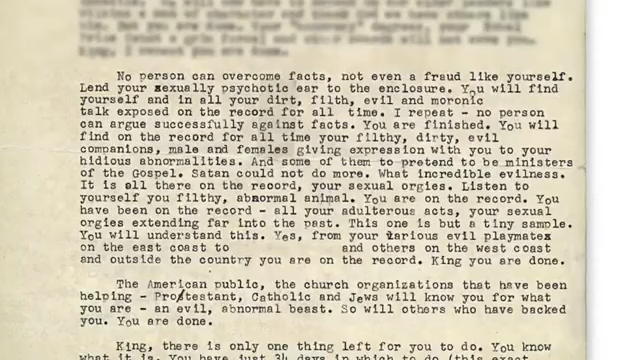 No person can overcome facts, not even a fraud like yourself.
Lend your sexually psychotic ear to the enclosure. You will find
yourself and in all your dirt, filth, evil and moronic
talk exposed on the record for all time. I repeat - no person
can argue successfully against facts. You are finished. You will
find on the record for all time your filthy, dirty, evil
companions, male and females giving expression with you to your
hidious abnormalities. And some of them to pretend to be ministers
of the Gospel. Satan could not do more. What incredible evilness.
It is all there on the record, your sexual orgies. Listen to
yourself you filthy, abnormal animal. You are on the record. You
have been on the record - all your adulterous acts, your sexual
orgies extending far into the past. This one is but a tiny sample.
You will understand this. Yes, from your various evil playmates
on the east coast to and others on the west coast
and outside the country you are on the record. King you are done.
The American public, the church organizations that have been
helping - Protestant, Catholic and Jews will know you for what
you are - an evil, abnormal beast. So will others who have backed
you. You are done.
King, there is only one thing left for you to do. You know
what it is. You have just 34 days in which to do (this exact